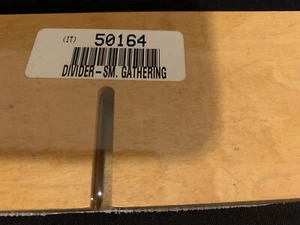 (IT) 50164
DIVIDER-SM. GATHERING